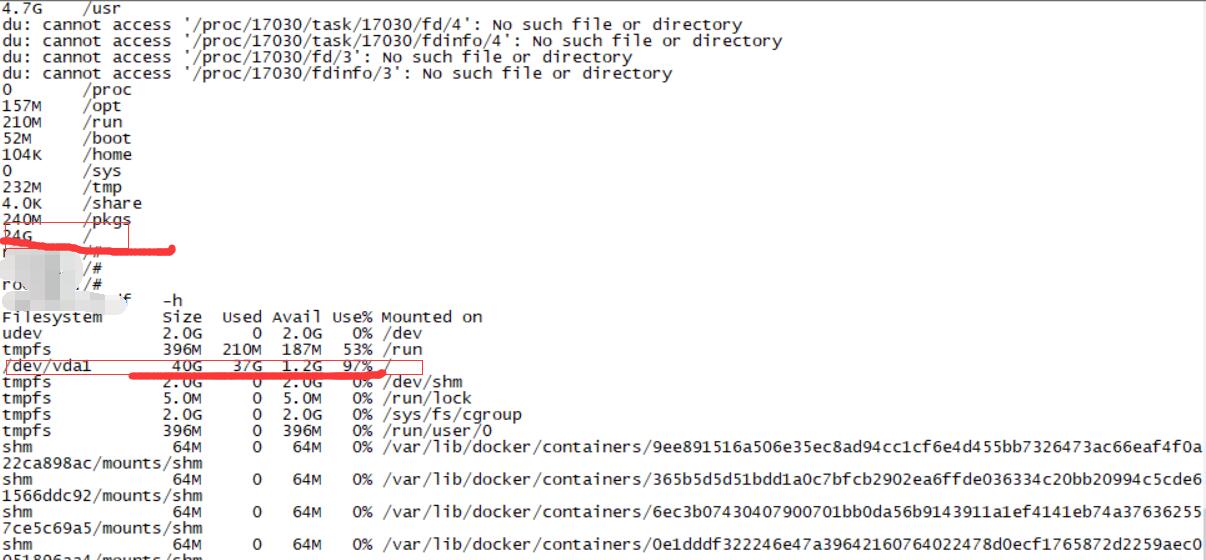 4.7G /usr
du: cannot access '/proc/17030/task/17030/fd/4': No such file or directory
du: cannot access '/proc/17030/task/17030/fdinfo/4': No such file or directory
du: cannot access '/proc/17030/fd/3': No such file or directory
du: cannot access '/proc/17030/fdinfo/3': No such file or directory
0 /proc
157M /opt
210M /run
52M /boot
104K /home
0 /sys
232M /tmp
4.0K /share
240M /pkgs
24G /
/#
/#
/#
-h
Filesystem Size Used Avail Use% Mounted on
udev 2.0G 0 2.0G 0% /dev
tmpfs 396M 210M 187M 53% /run
/dev/vda1 40G 37G 1.2G 97% /
tmpfs 2.0G 0 2.0G 0% /dev/shm
tmpfs 5.0M 0 5.0M 0% /run/lock
tmpfs 2.0G 0 2.0G 0% /sys/fs/cgroup
tmpfs 396M 0 396M 0% /run/user/0
shm 64M 0 64M 0% /var/lib/docker/containers/9ee891516a506e35ec8ad94cc1cf6e4d455bb7326473ac66eaf4f0a
22ca898ac/mounts/shm
shm 64M 0 64M 0% /var/lib/docker/containers/365b5d5d51bdd1a0c7bfcb2902ea6ffde036334c20bb20994c5cde6
1566ddc92/mounts/shm
shm 64M 0 64M 0% /var/lib/docker/containers/6ec3b07430407900701bb0da56b9143911a1ef4141eb74a37636255
7ce5c69a5/mounts/shm
shm 64M 0 64M 0% /var/lib/docker/containers/0e1dddf322246e47a39642160764022478d0ecf1765872d2259aec0